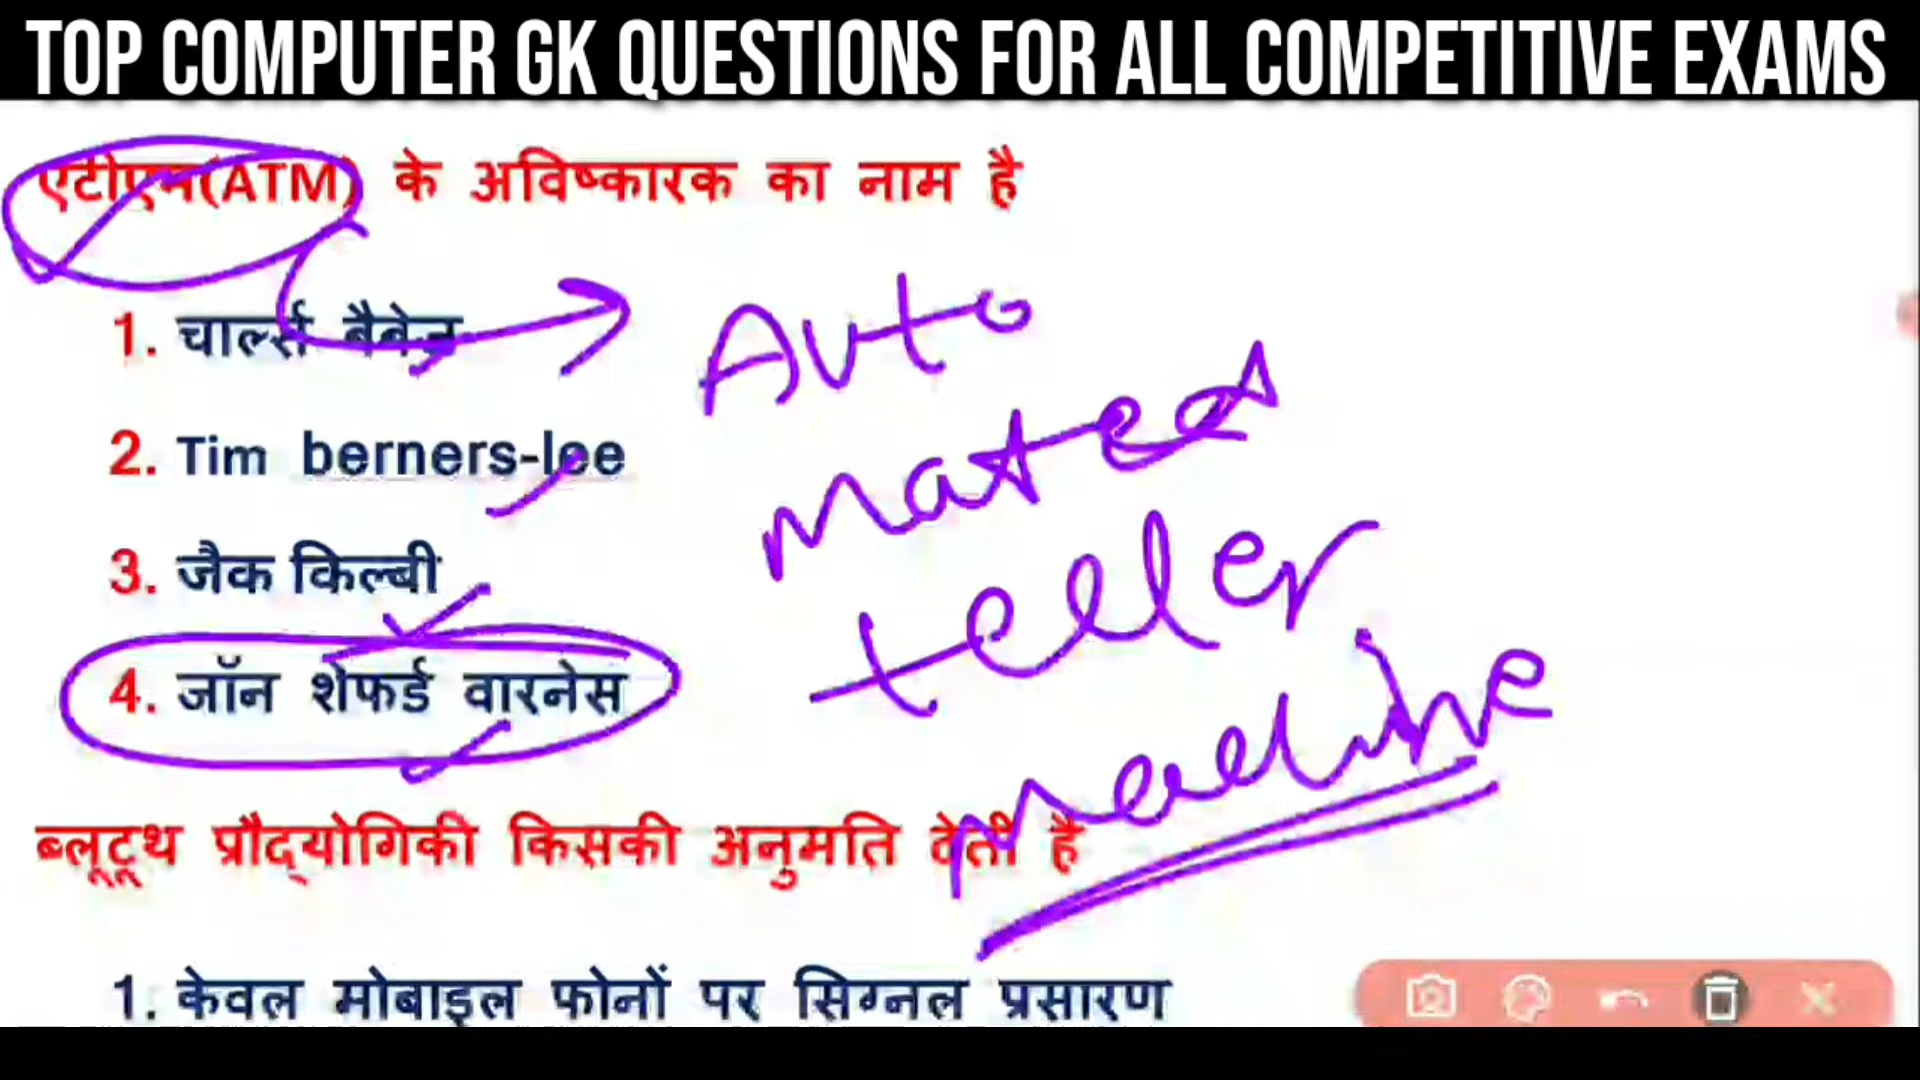 TOP COMPUTER GK QUESTIONS FOR ALL COMPETITIVE EXAMS
एटीएम(ATM) के अविष्कारक का नाम है
1. चार्ल्स बैबेज
Auto
mated
2. Tim berners-lee
teller
3. जैक किल्बी
machine
4. जॉन शेफर्ड वारनेस
ब्लूटूथ प्रौद्योगिकी किसकी अनुमति देती है
1. केवल मोबाइल फोनों पर सिग्नल प्रसारण